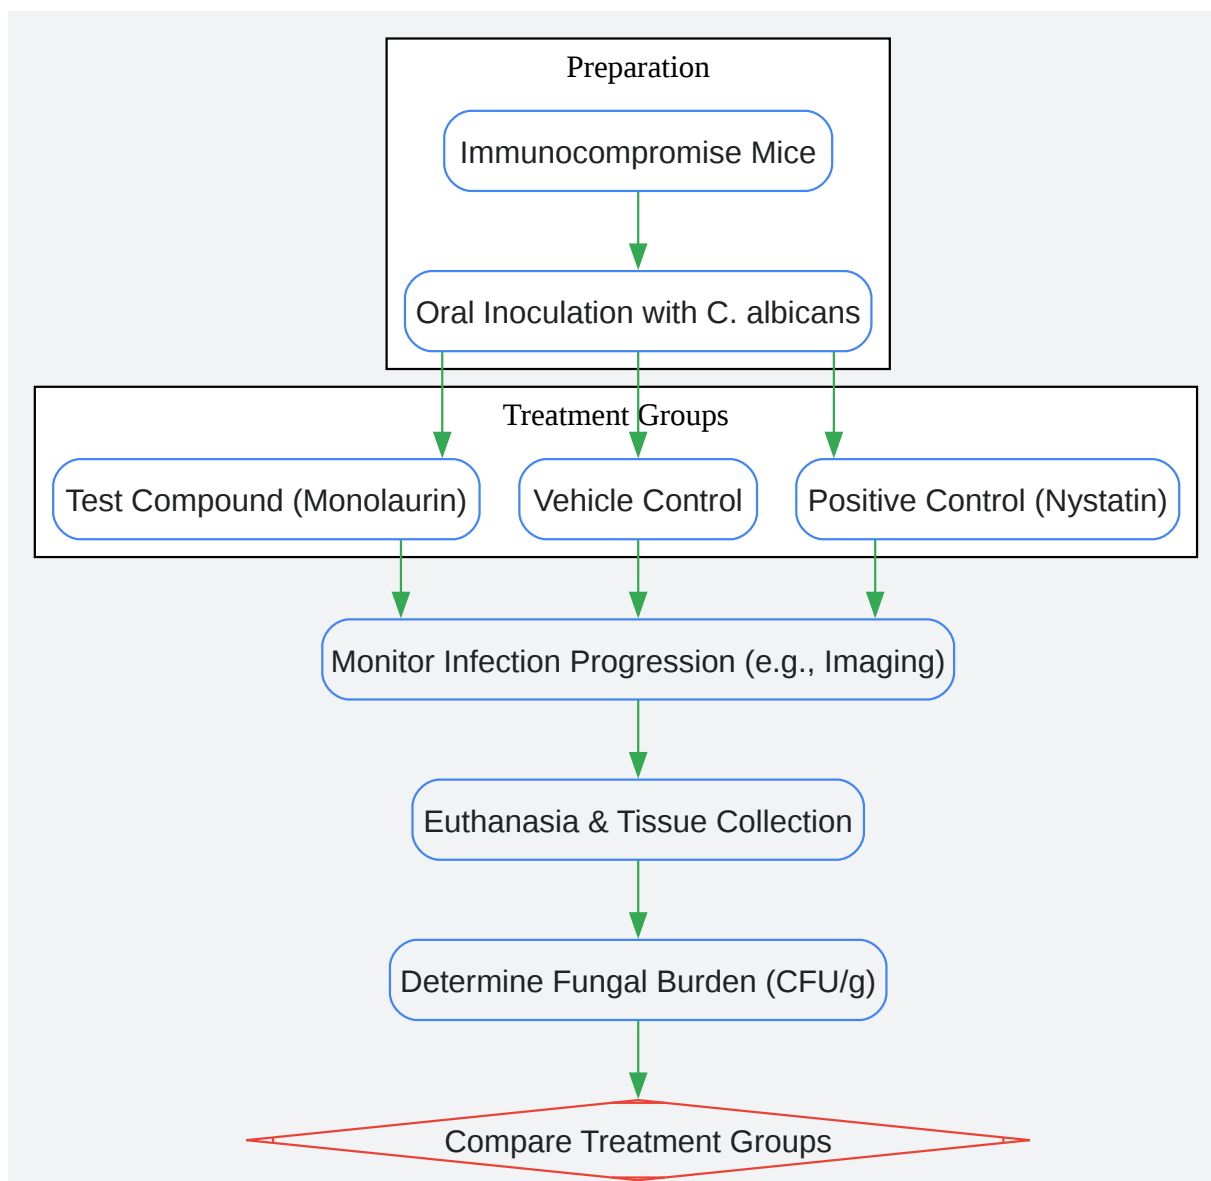 Preparation
Immunocompromise Mice
Oral Inoculation with C. albicans
Treatment Groups
Test Compound (Monolaurin)
Vehicle Control
Positive Control (Nystatin)
Monitor Infection Progression (e.g., Imaging)
Euthanasia & Tissue Collection
Determine Fungal Burden (CFU/g)
Compare Treatment Groups